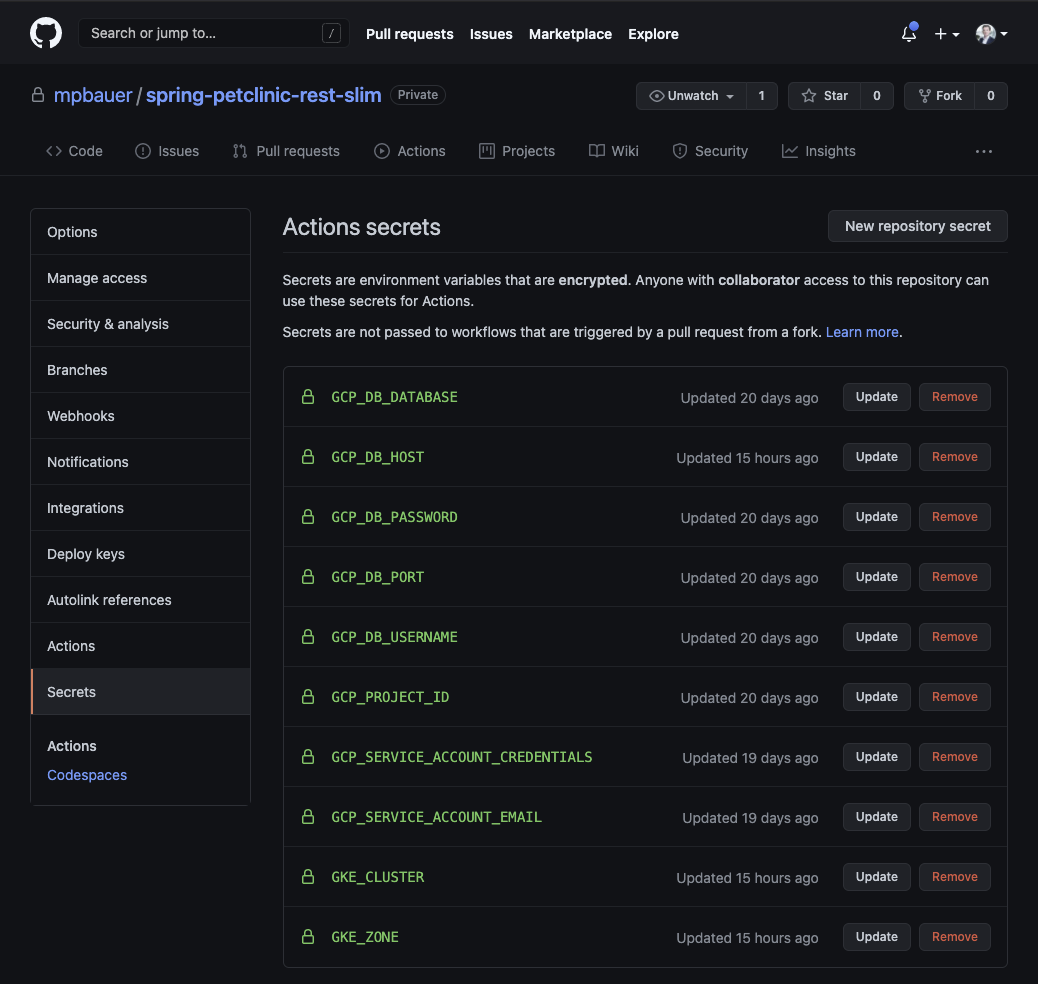 Search or jump to... / Pull requests Issues Marketplace Explore
mpbauer / spring-petclinic-rest-slim Private Unwatch 1 Star 0 Fork 0
Code Issues Pull requests Actions Projects Wiki Security Insights ...
Options
Manage access
Security & analysis
Branches
Webhooks
Notifications
Integrations
Deploy keys
Autolink references
Actions
Secrets
Actions
Codespaces
Actions secrets New repository secret
Secrets are environment variables that are encrypted. Anyone with collaborator access to this repository can
use these secrets for Actions.
Secrets are not passed to workflows that are triggered by a pull request from a fork. Learn more.
GCP_DB_DATABASE Updated 20 days ago Update Remove
GCP_DB_HOST Updated 15 hours ago Update Remove
GCP_DB_PASSWORD Updated 20 days ago Update Remove
GCP_DB_PORT Updated 20 days ago Update Remove
GCP_DB_USERNAME Updated 20 days ago Update Remove
GCP_PROJECT_ID Updated 20 days ago Update Remove
GCP_SERVICE_ACCOUNT_CREDENTIALS Updated 19 days ago Update Remove
GCP_SERVICE_ACCOUNT_EMAIL Updated 19 days ago Update Remove
GKE_CLUSTER Updated 15 hours ago Update Remove
GKE_ZONE Updated 15 hours ago Update Remove